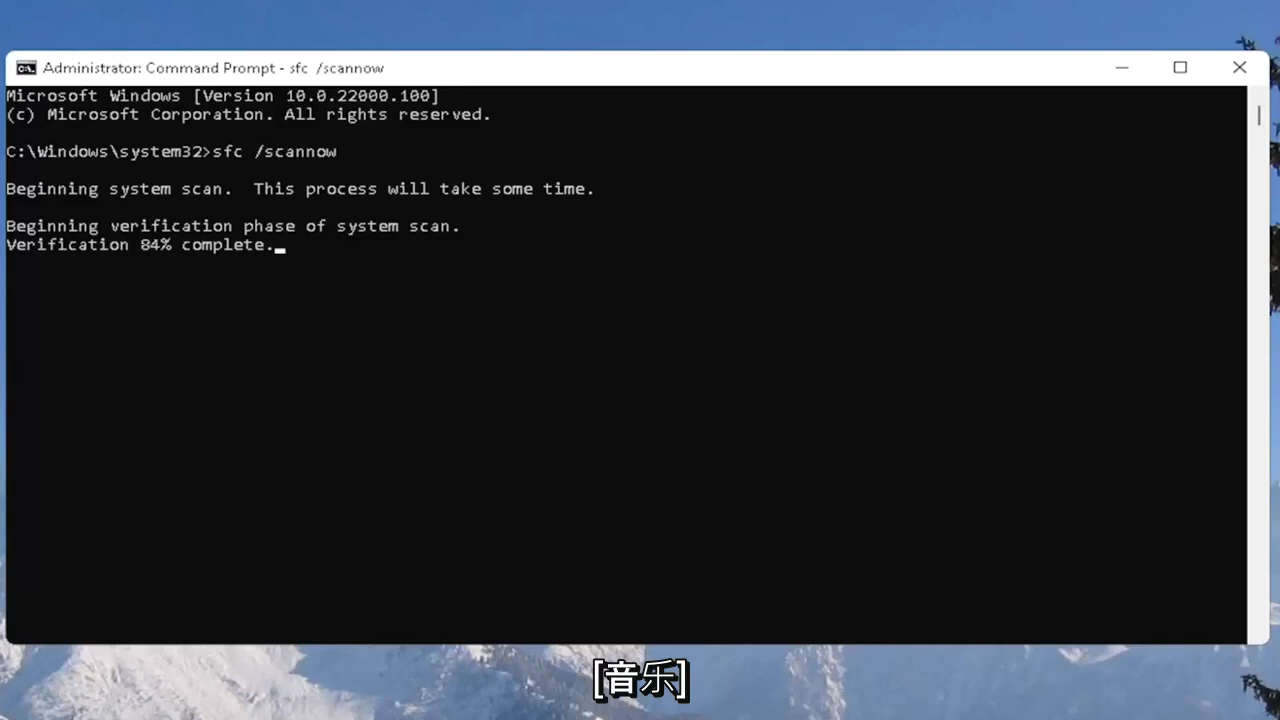 Administrator: Command Prompt - sfc  /scannow
Microsoft Windows [Version 10.0.22000.100]
(c) Microsoft Corporation. All rights reserved.
C:\Windows\system32>sfc /scannow
Beginning system scan.  This process will take some time.
Beginning verification phase of system scan.
Verification 84% complete.
[音乐]